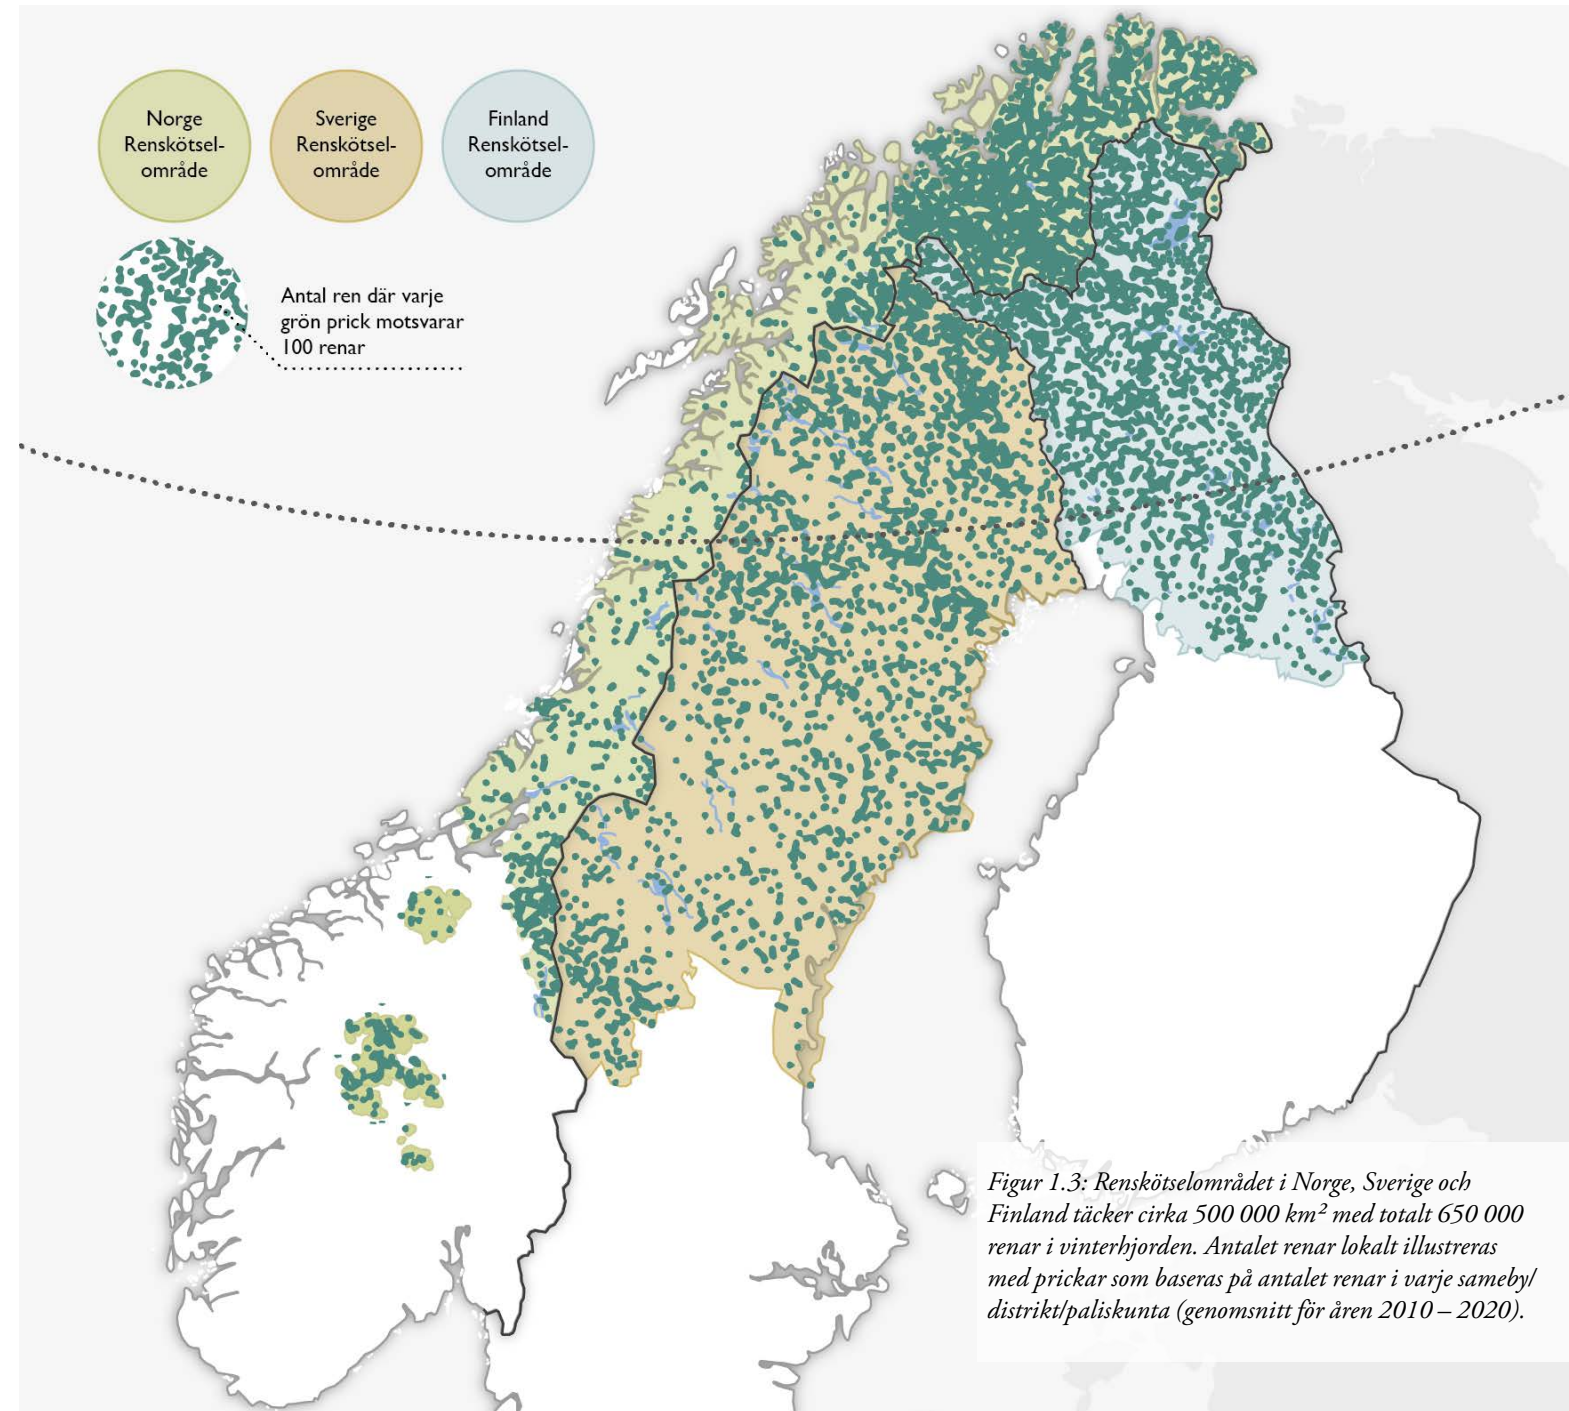 Norge
Renskötsel-
område
Sverige
Renskötsel-
område
Finland
Renskötsel-
område
Antal ren där varje
grön prick motsvarar
100 renar
Figur 1.3: Renskötselområdet i Norge, Sverige och
Finland täcker cirka 500 000 km² med totalt 650 000
renar i vinterhjorden. Antalet renar lokalt illustreras
med prickar som baseras på antalet renar i varje sameby/
distrikt/paliskunta (genomsnitt för åren 2010 – 2020).